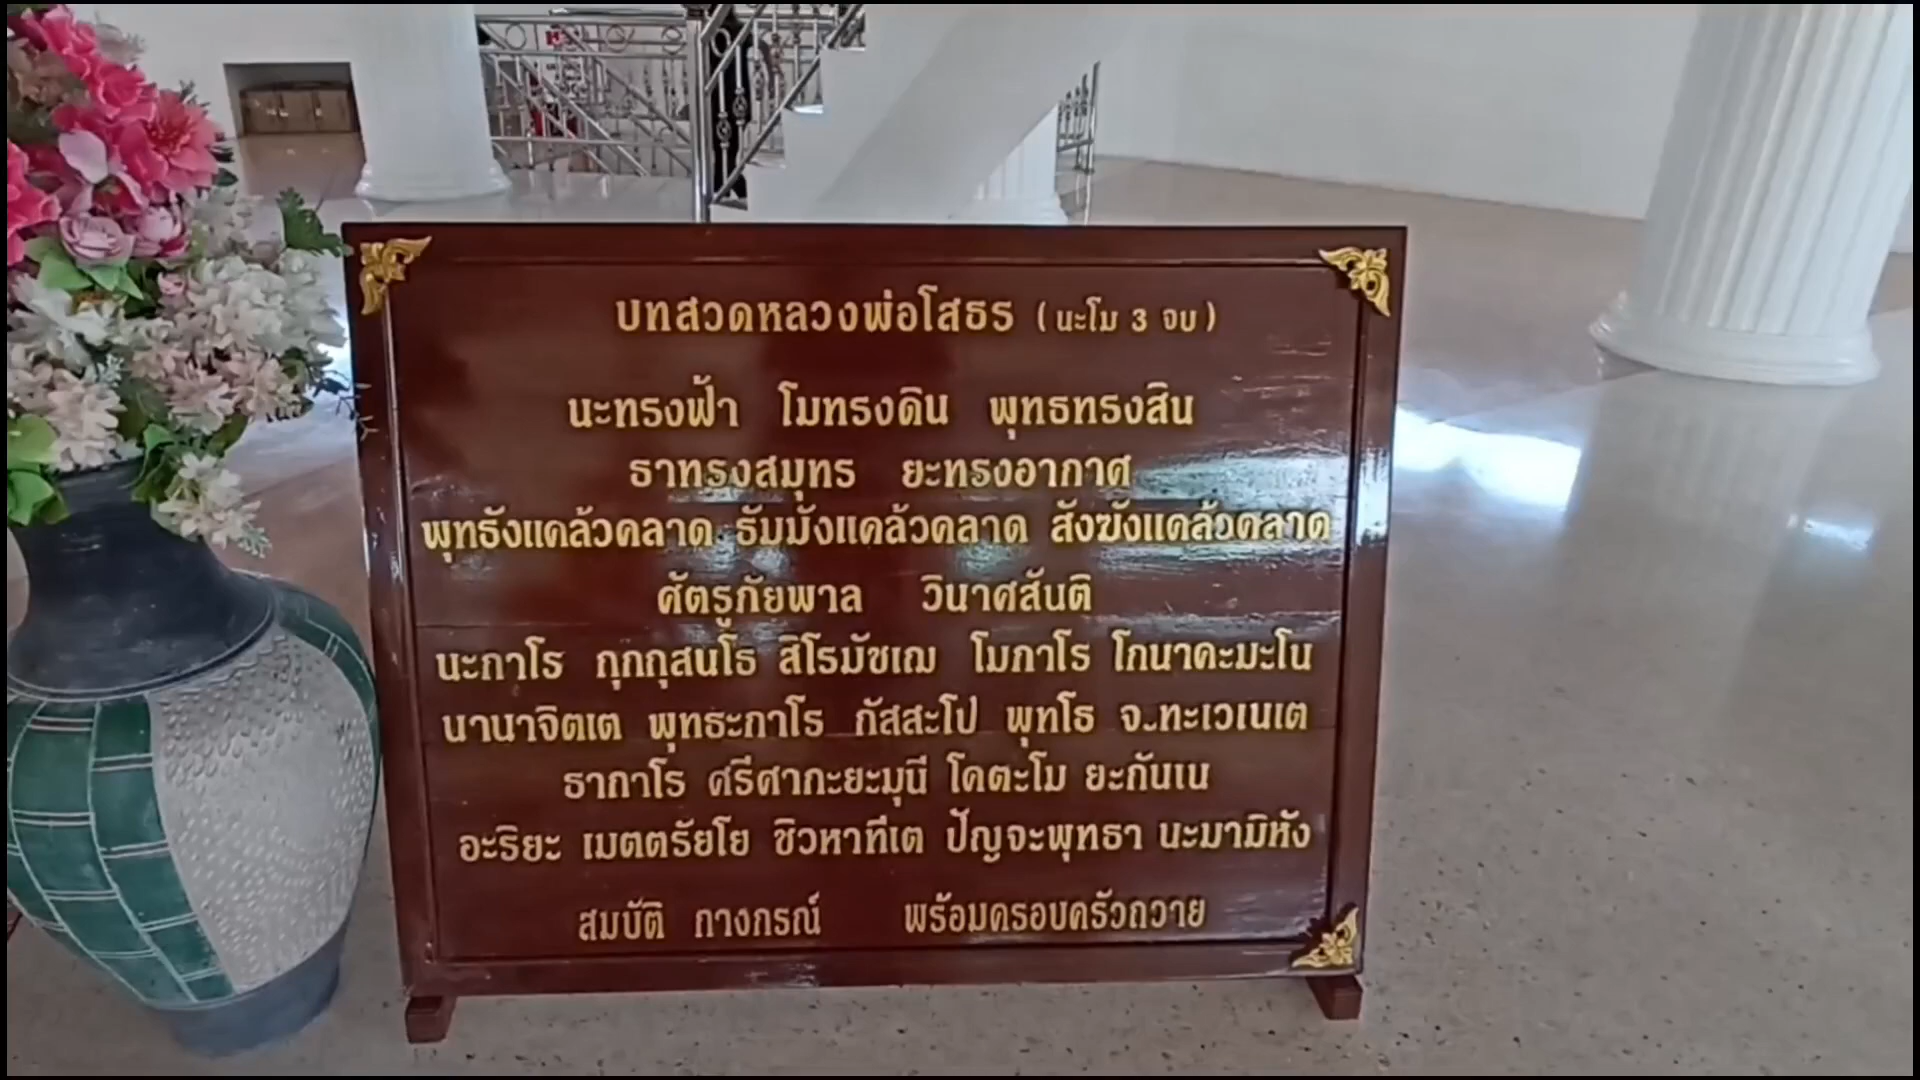 บทสวดหลวงพ่อโสธร (นะโม 3 จบ)
นะทรงฟ้า โมทรงดิน พุทธทรงสิน
ธาทรงสมุทร ยะทรงอากาศ
พุทธังแคล้วคลาด ธัมมังแคล้วคลาด สังฆังแคล้วคลาด
ศัตรูภัยพาล วินาศสันติ
นะกาโร กุกกุสนโธ สิโรมัชเฌ โมกาโร โกนาคะมะโน
นานาจิตเต พุทธะกาโร กัสสะโป พุทโธ จะทะเวเนเต
ธากาโร ศรีศากะยะมุนี โคตะโม ยะกันเน
อะริยะ เมตตรัยโย ชิวหาทีเต ปัญจะพุทธา นะมามิหัง
สมบัติ กางกรณ์ พร้อมครอบครัวถวาย